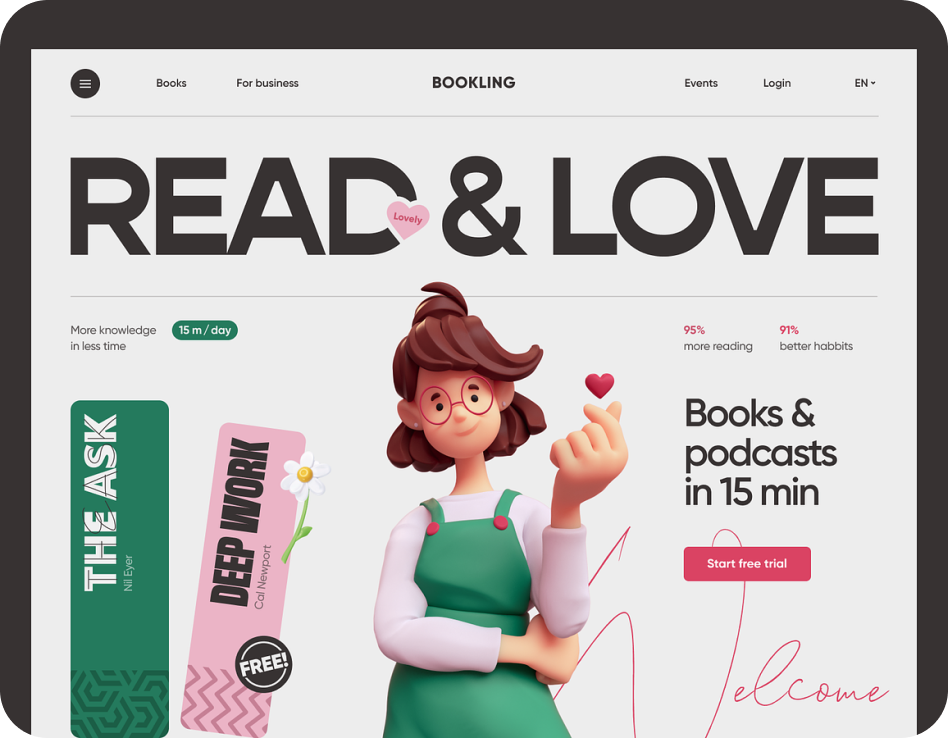 Books
For business
BOOKLING
Events
Login
EN
READ & LOVE
Lovely
More knowledge
in less time
15 m / day
95%
more reading
91%
better habbits
THE ASK
Nil Eyer
DEEP WORK
Cal Newport
FREE!
Books &
podcasts
in 15 min
Start free trial
Welcome